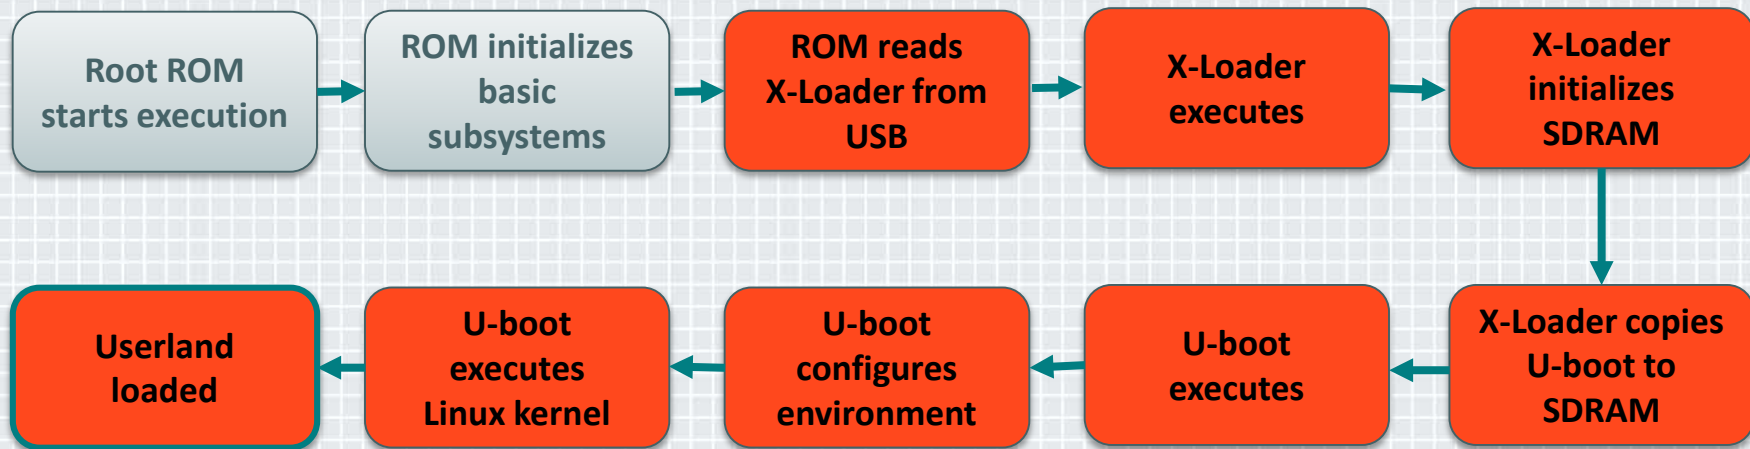 Root ROM
starts execution
ROM initializes
basic
subsystems
ROM reads
X-Loader from
USB
X-Loader
executes
X-Loader
initializes
SDRAM
X-Loader copies
U-boot to
SDRAM
U-boot
executes
U-boot
configures
environment
U-boot
executes
Linux kernel
Userland
loaded